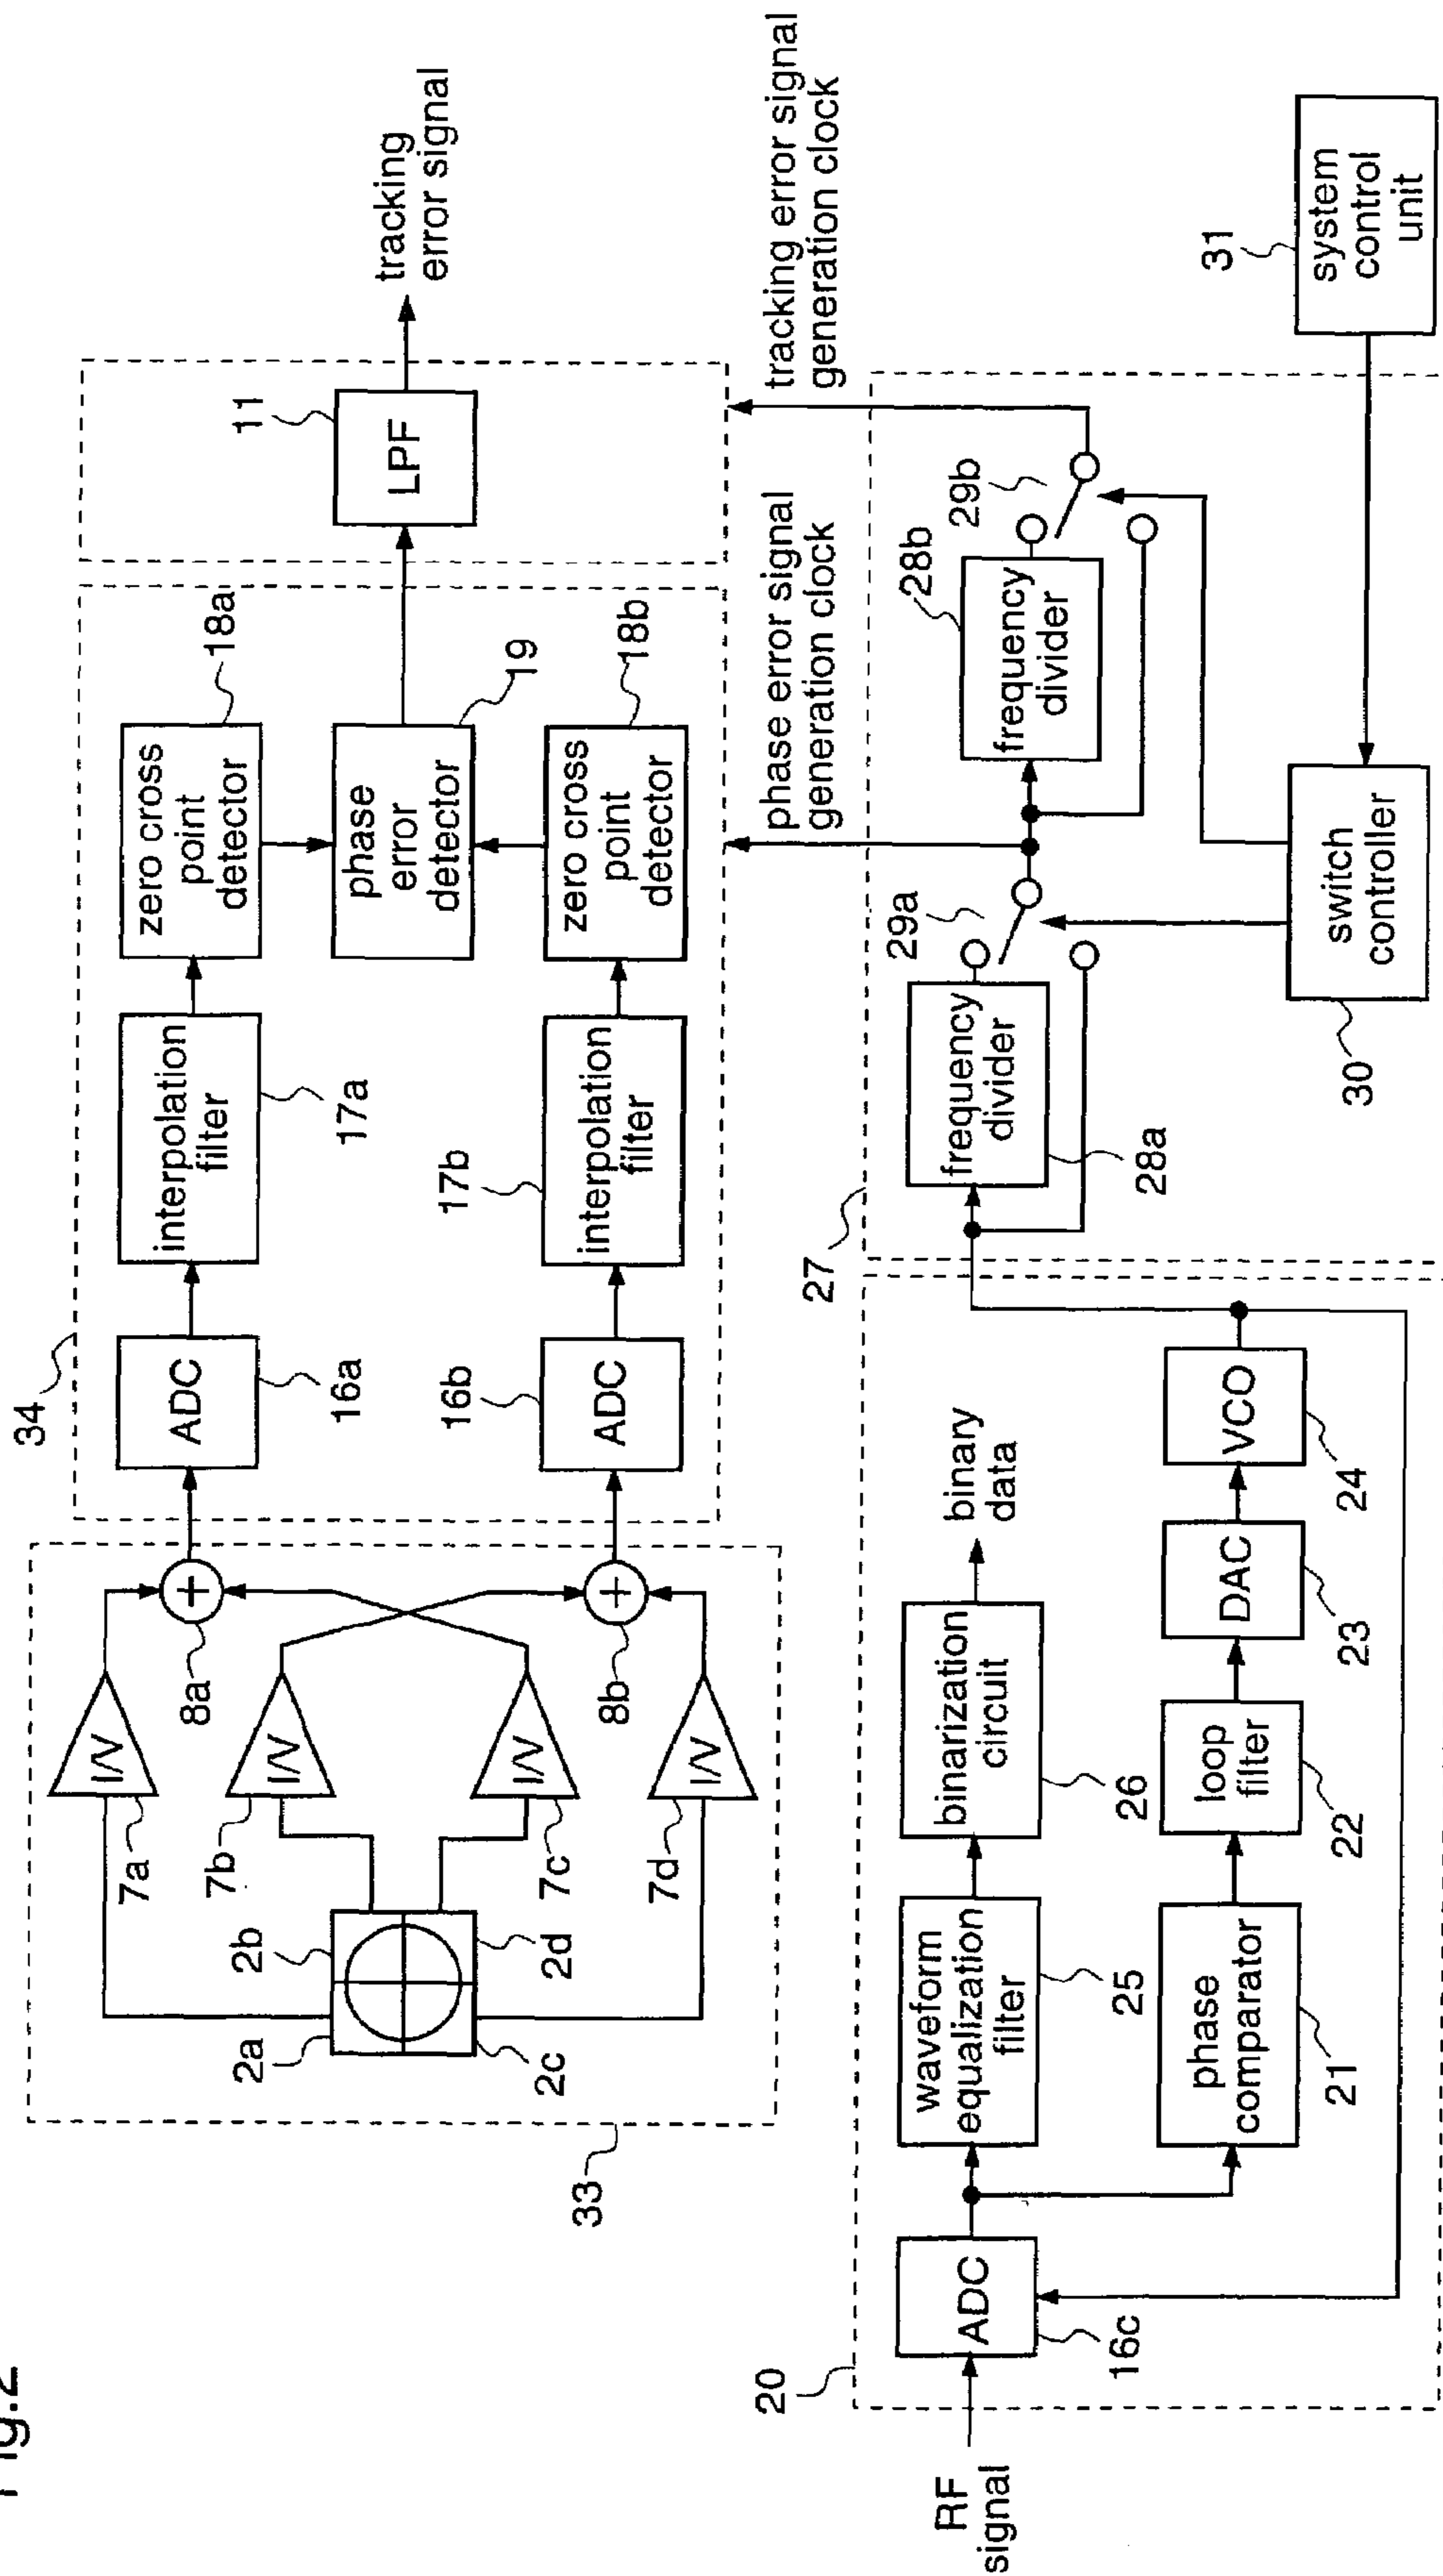 Fig.2
33
2a
2b
2c
2d
7a
I/V
7b
I/V
7c
I/V
7d
I/V
8a
+
8b
+
34
ADC
16a
16b
ADC
interpolation
filter
17a
17b
interpolation
filter
zero cross
point
detector
18a
phase
error
detector
19
zero cross
point
detector
18b
11
LPF
tracking
error signal
phase error signal
generation clock
tracking error signal
generation clock
20
RF
signal
ADC
16c
waveform
equalization
filter
25
binarization
circuit
26
binary
data
phase
comparator
21
loop
filter
22
DAC
23
VCO
24
27
frequency
divider
28a
29a
frequency
divider
28b
29b
switch
controller
30
system
control
unit
31